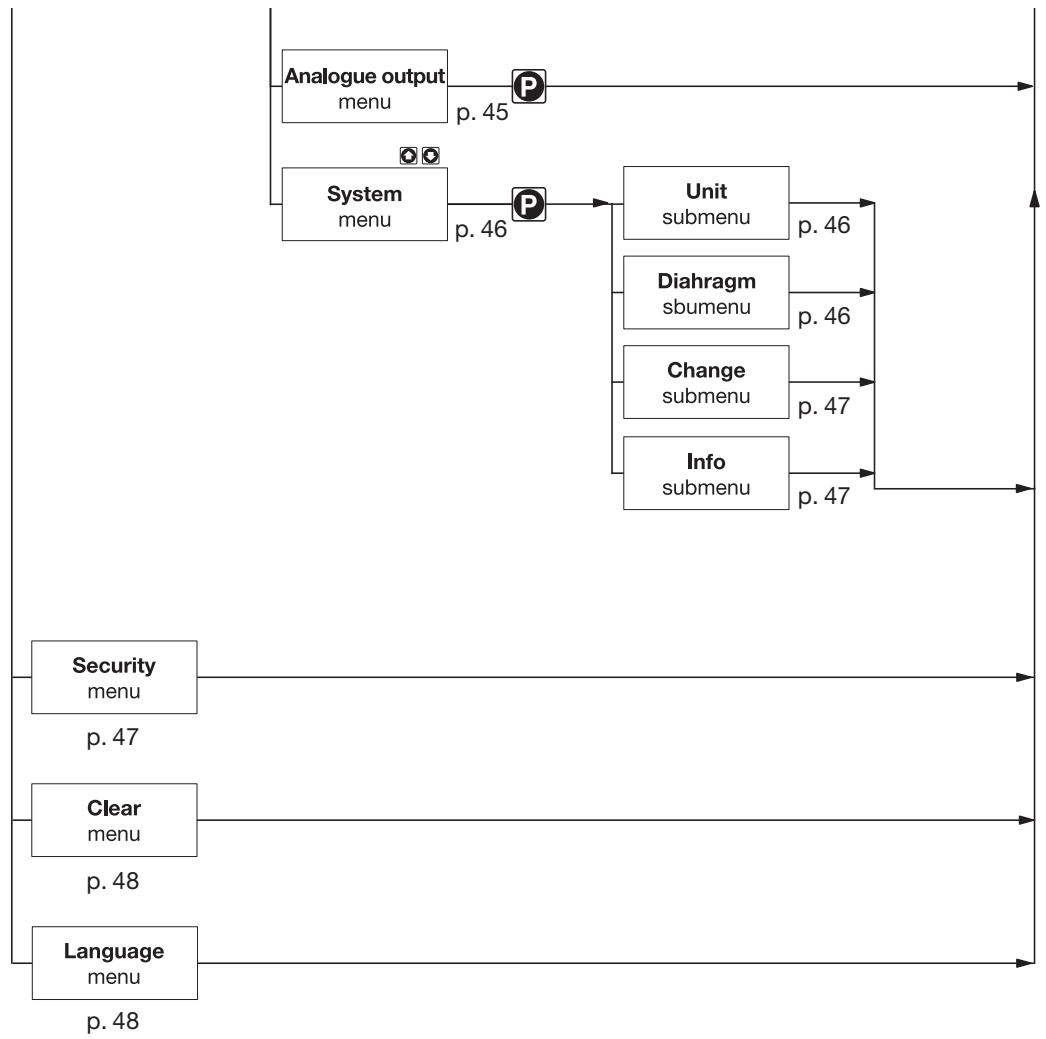 Analogue output
menu
p. 45
P
System
menu
p. 46
P
Unit
submenu
p. 46
Diahragm
sbumenu
p. 46
Change
submenu
p. 47
Info
submenu
p. 47
Security
menu
p. 47
Clear
menu
p. 48
Language
menu
p. 48